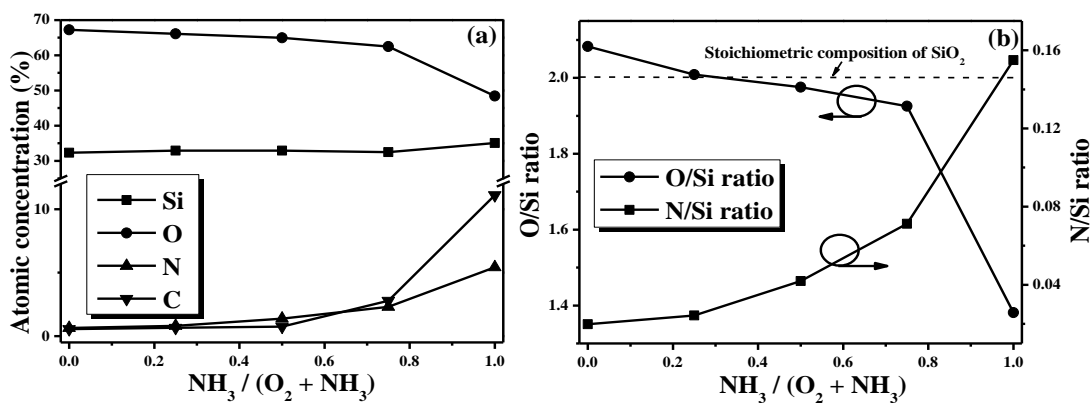 (a)
Atomic concentration (%)
70
60
50
40
30
10
0
Si
O
N
C
0.0 0.2 0.4 0.6 0.8 1.0
NH₃ / (O₂ + NH₃)
(b)
Stoichiometric composition of SiO₂
O/Si ratio
2.0
1.8
1.6
1.4
O/Si ratio
N/Si ratio
0.16
0.12
0.08
0.04
N/Si ratio
0.0 0.2 0.4 0.6 0.8 1.0
NH₃ / (O₂ + NH₃)